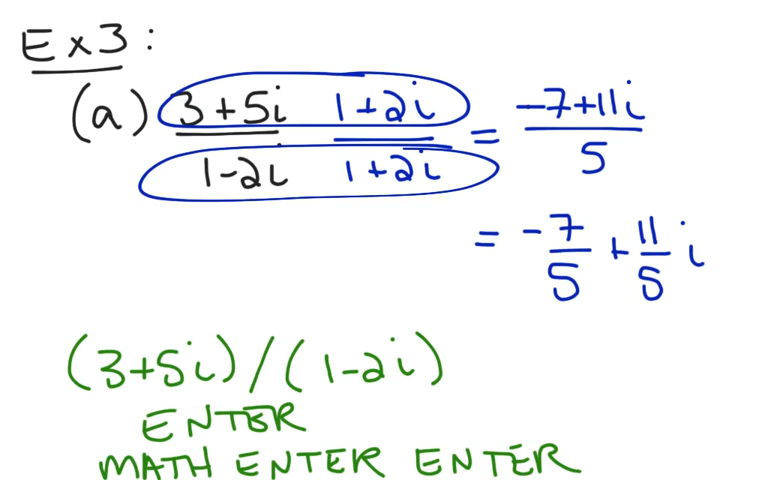 Ex3:
(a) 3+5i/1-2i 1+2i/1+2i = -7+11i/5
= -7/5 + 11/5 i
(3+5i)/(1-2i)
ENTER
MATH ENTER ENTER